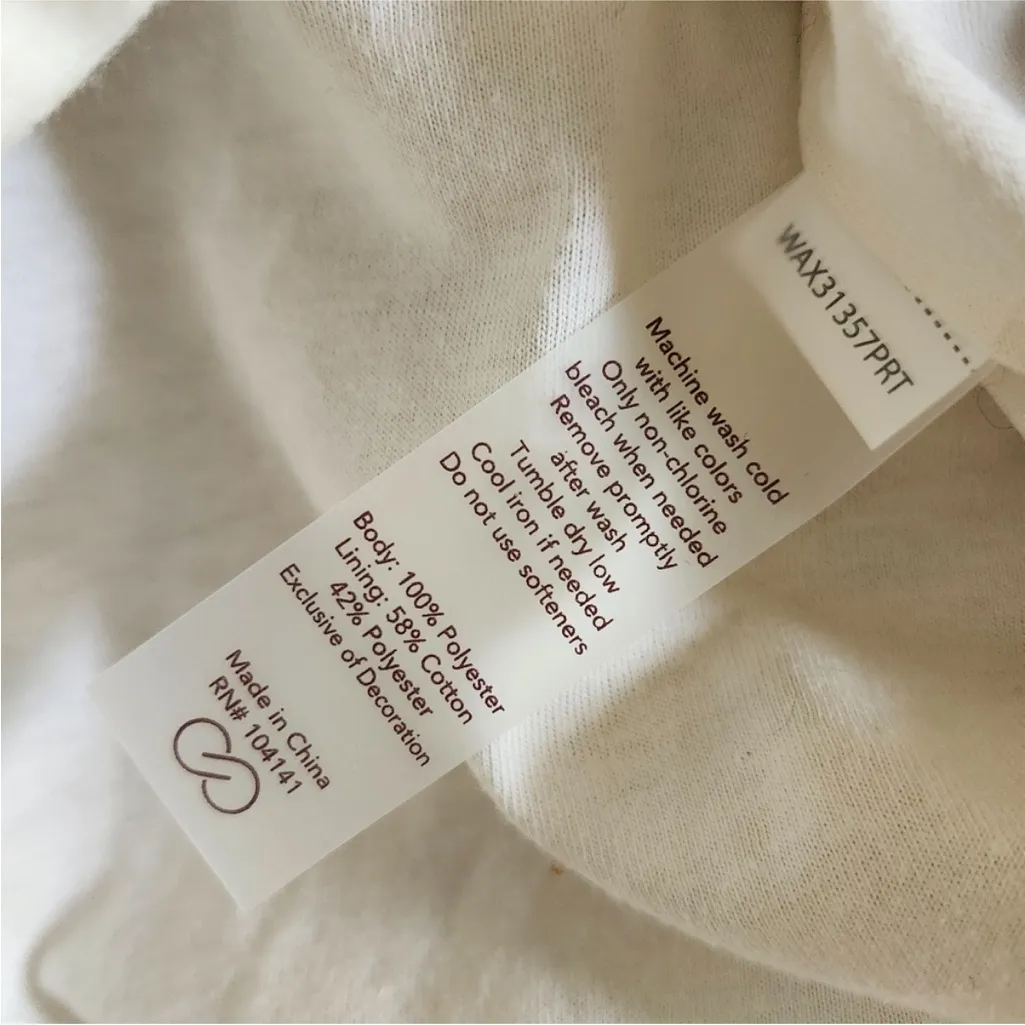 WAX31357PRT
Machine wash cold
with like colors
Only non-chlorine
bleach when needed
Remove promptly
after wash
Tumble dry low
Cool iron if needed
Do not use softeners
Body: 100% Polyester
Lining: 58% Cotton
42% Polyester
Exclusive of Decoration
Made in China
RN# 104141